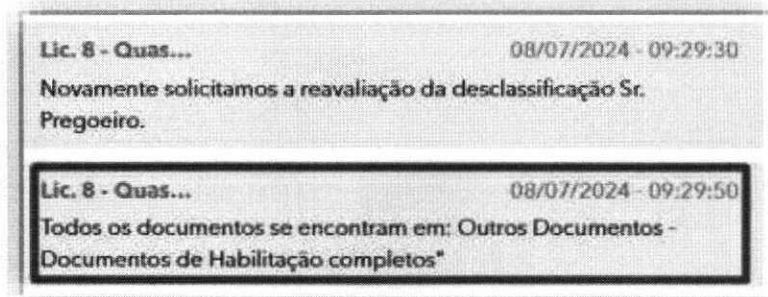 Lic. 8 - Quas... 08/07/2024 - 09:29:30
Novamente solicitamos a reavaliação da desclassificação Sr.
Pregoeiro.
Lic. 8 - Quas... 08/07/2024 - 09:29:50
Todos os documentos se encontram em: Outros Documentos -
Documentos de Habilitação completos"